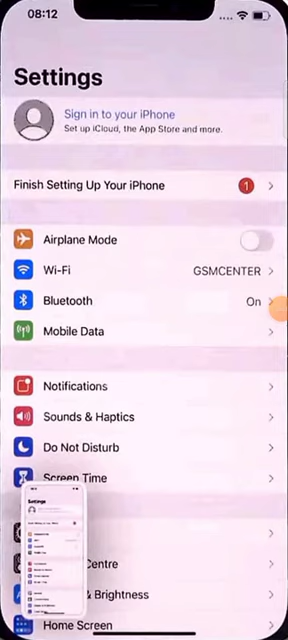 08:12
Settings
Sign in to your iPhone
Set up iCloud, the App Store and more.
Finish Setting Up Your iPhone 1
Airplane Mode
Wi-Fi GSMCENTER
Bluetooth On
Mobile Data
Notifications
Sounds & Haptics
Do Not Disturb
Screen Time
Settings
Centre
& Brightness
Home Screen